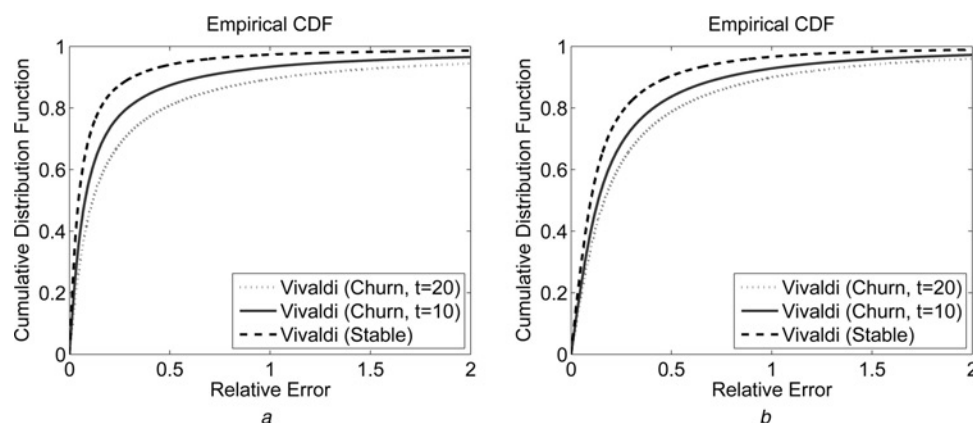 Empirical CDF
Cumulative Distribution Function
1
0.8
0.6
0.4
0.2
0
0 0.5 1 1.5 2
Relative Error
Vivaldi (Churn, t=20)
Vivaldi (Churn, t=10)
Vivaldi (Stable)
a
Empirical CDF
Cumulative Distribution Function
1
0.8
0.6
0.4
0.2
0
0 0.5 1 1.5 2
Relative Error
Vivaldi (Churn, t=20)
Vivaldi (Churn, t=10)
Vivaldi (Stable)
b